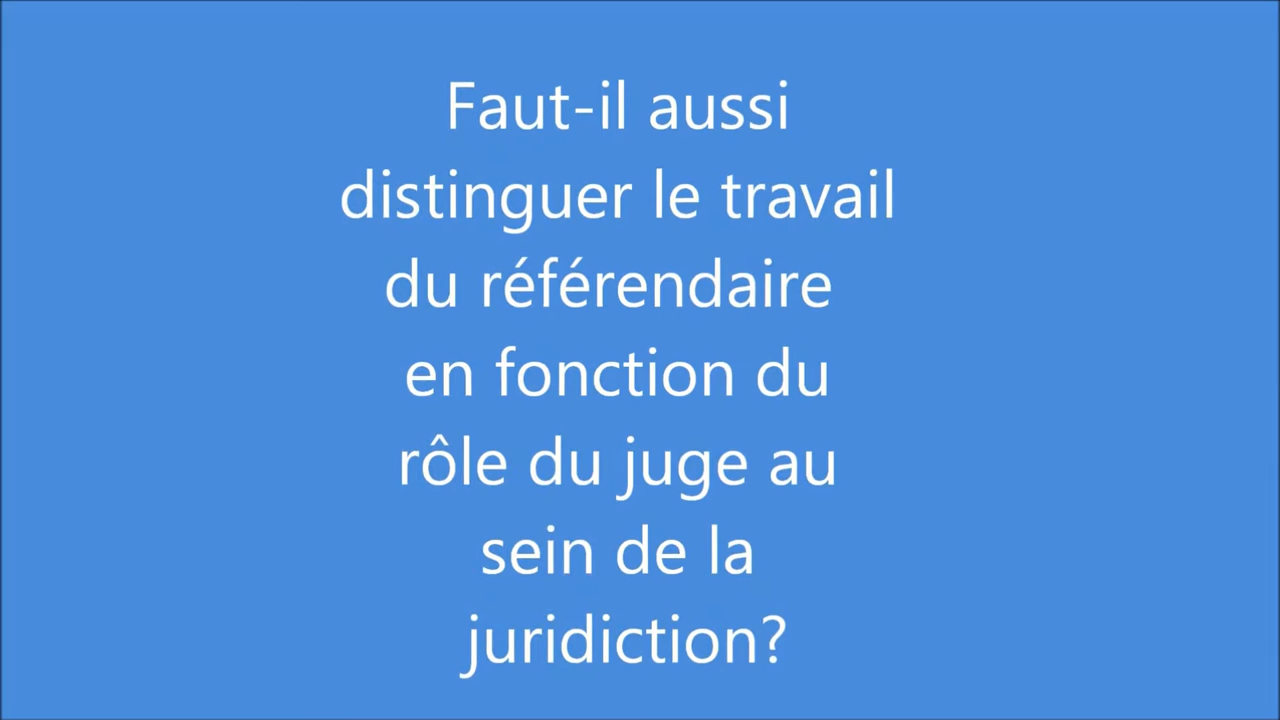 Faut-il aussi
distinguer le travail
du référendaire
en fonction du
rôle du juge au
sein de la
juridiction?